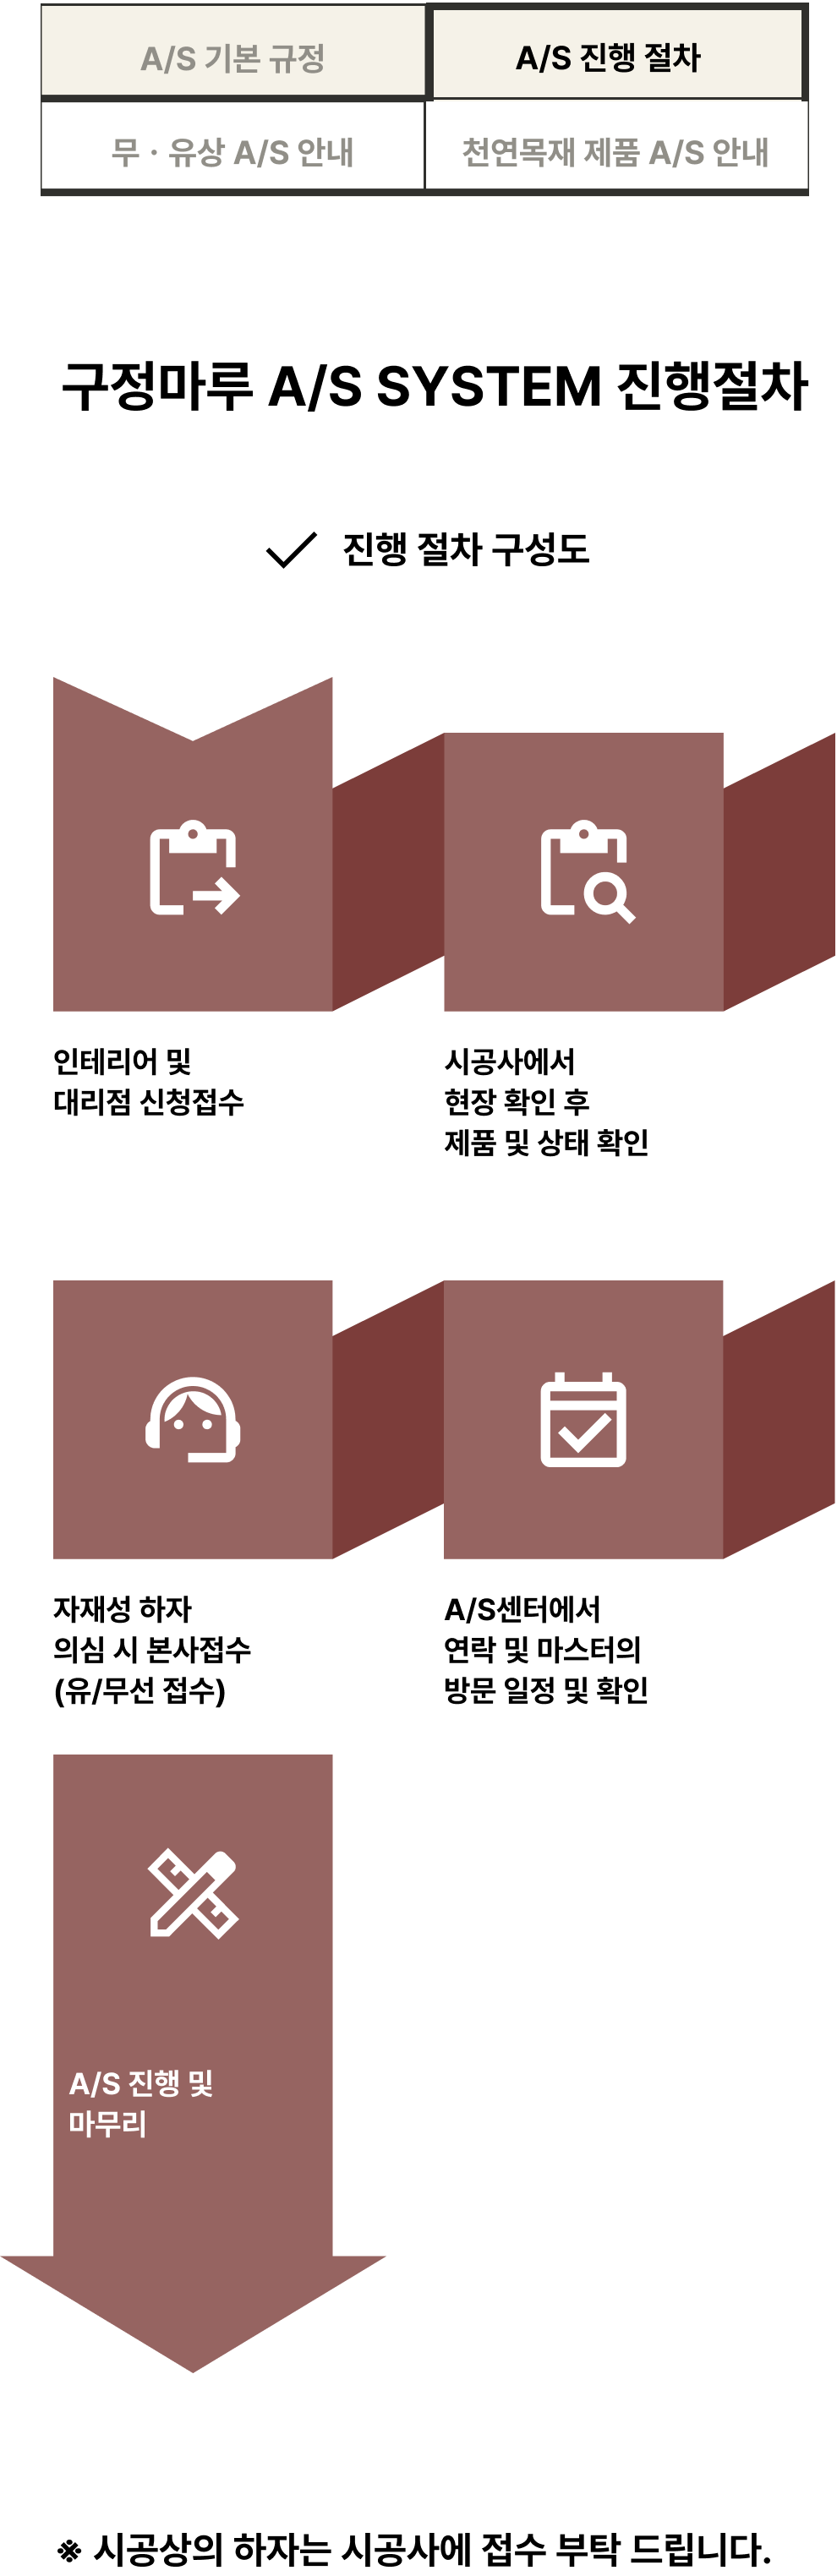 A/S 기본 규정
A/S 진행 절차
무 · 유상 A/S 안내
천연목재 제품 A/S 안내
구정마루 A/S SYSTEM 진행절차
진행 절차 구성도
인테리어 및
대리점 신청접수
시공사에서
현장 확인 후
제품 및 상태 확인
자재성 하자
의심 시 본사접수
(유/무선 접수)
A/S센터에서
연락 및 마스터의
방문 일정 및 확인
A/S 진행 및
마무리
※ 시공상의 하자는 시공사에 접수 부탁 드립니다.